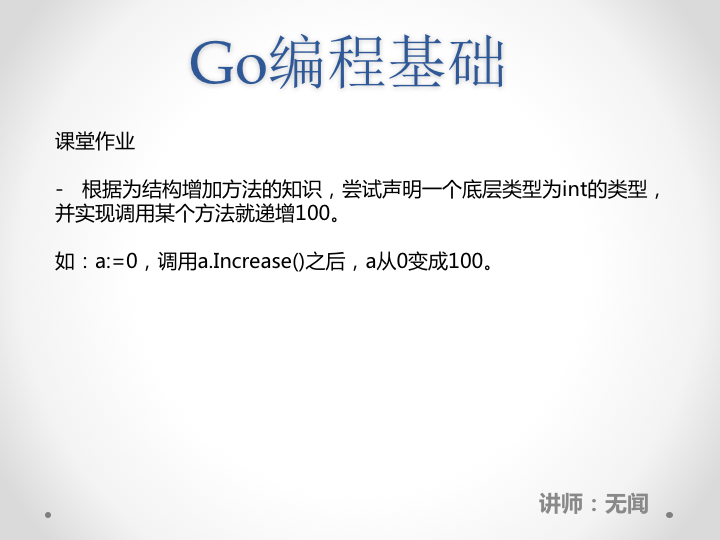 Go编程基础
课堂作业
- 根据为结构增加方法的知识，尝试声明一个底层类型为int的类型，
并实现调用某个方法就递增100。
如：a:=0，调用a.Increase()之后，a从0变成100。
讲师：无闻